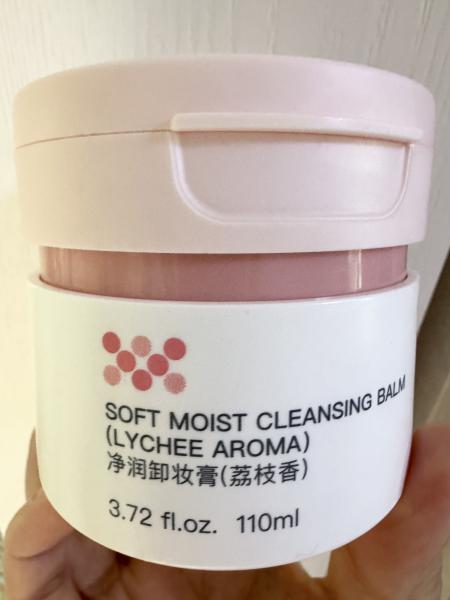 SOFT MOIST CLEANSING BALM
(LYCHEE AROMA)
净润卸妆膏(荔枝香)
3.72 fl.oz. 110ml